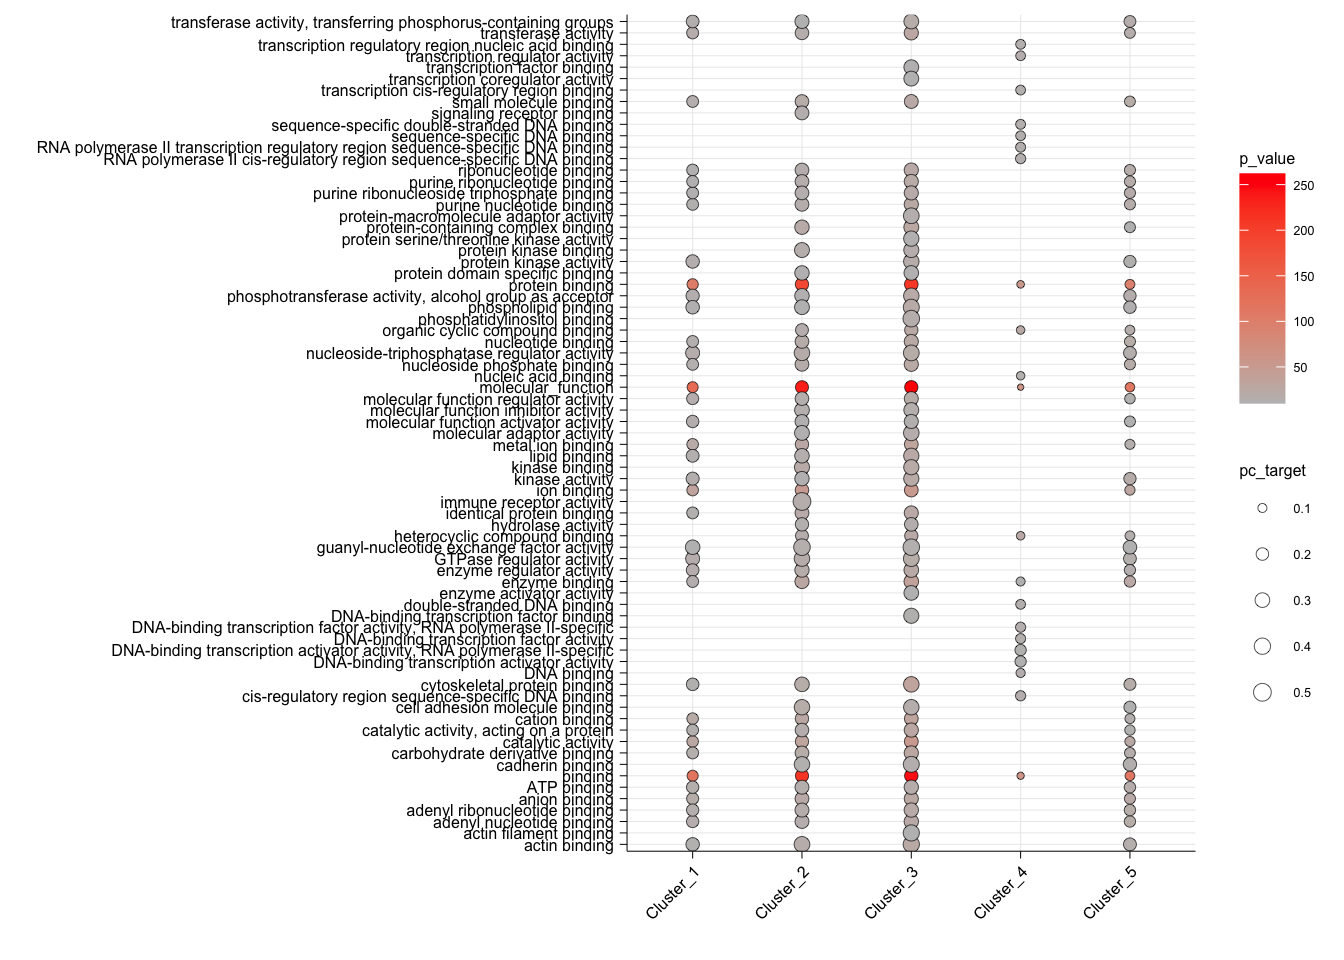 transferase activity, transferring phosphorus-containing groups
transferase activity
transcription regulatory region nucleic acid binding
transcription regulator activity
transcription factor binding
transcription coregulator activity
transcription cis-regulatory region binding
small molecule binding
signaling receptor binding
sequence-specific double-stranded DNA binding
sequence-specific DNA binding
RNA polymerase II transcription regulatory region sequence-specific DNA binding
RNA polymerase II cis-regulatory region sequence-specific DNA binding
ribonucleotide binding
purine ribonucleotide binding
purine ribonucleoside triphosphate binding
purine nucleotide binding
protein-macromolecule adaptor activity
protein-containing complex binding
protein serine/threonine kinase activity
protein kinase binding
protein kinase activity
protein domain specific binding
protein binding
phosphotransferase activity, alcohol group as acceptor
phospholipid binding
phosphatidylinositol binding
organic cyclic compound binding
nucleotide binding
nucleoside-triphosphatase regulator activity
nucleoside phosphate binding
nucleic acid binding
molecular_function
molecular function regulator activity
molecular function inhibitor activity
molecular function activator activity
molecular adaptor activity
metal ion binding
lipid binding
kinase binding
kinase activity
ion binding
immune receptor activity
identical protein binding
hydrolase activity
heterocyclic compound binding
guanyl-nucleotide exchange factor activity
GTPase regulator activity
enzyme regulator activity
enzyme binding
enzyme activator activity
double-stranded DNA binding
DNA-binding transcription factor binding
DNA-binding transcription factor activity, RNA polymerase II-specific
DNA-binding transcription factor activity
DNA-binding transcription activator activity, RNA polymerase II-specific
DNA-binding transcription activator activity
DNA binding
cytoskeletal protein binding
cis-regulatory region sequence-specific DNA binding
cell adhesion molecule binding
cation binding
catalytic activity, acting on a protein
catalytic activity
carbohydrate derivative binding
cadherin binding
binding
ATP binding
anion binding
adenyl ribonucleotide binding
adenyl nucleotide binding
actin filament binding
actin binding
Cluster_1
Cluster_2
Cluster_3
Cluster_4
Cluster_5
p_value
250
200
150
100
50
pc_target
0.1
0.2
0.3
0.4
0.5